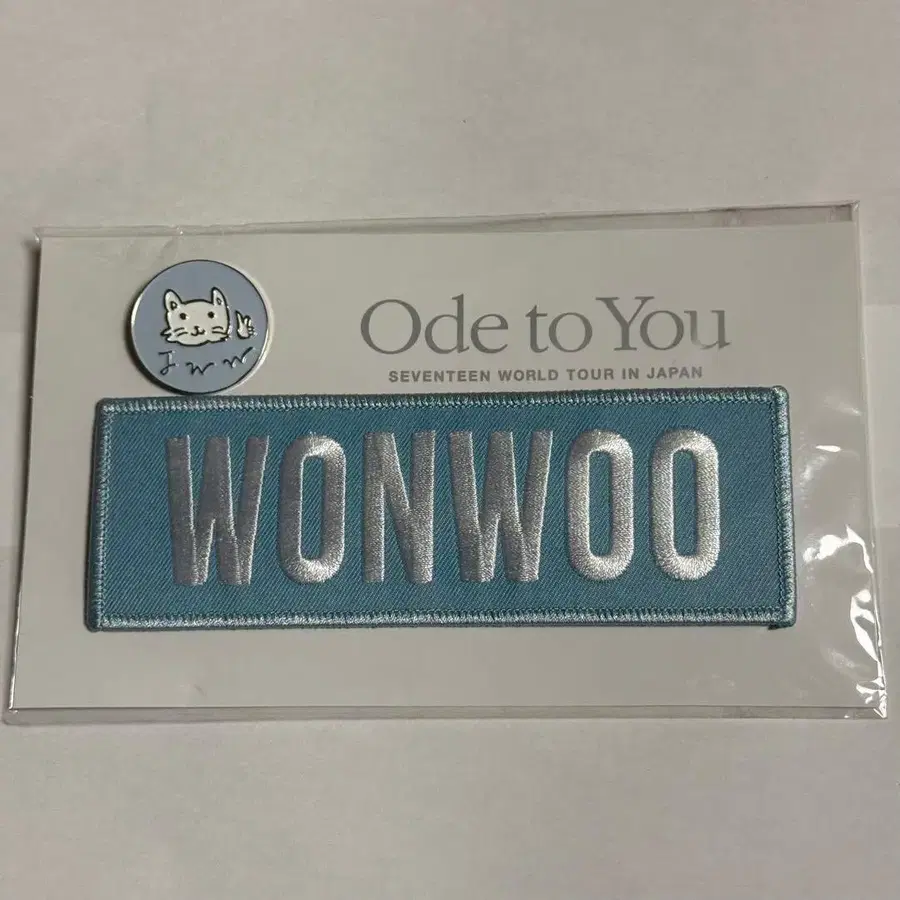 Ode to You
SEVENTEEN WORLD TOUR IN JAPAN
J w w
WONWOO